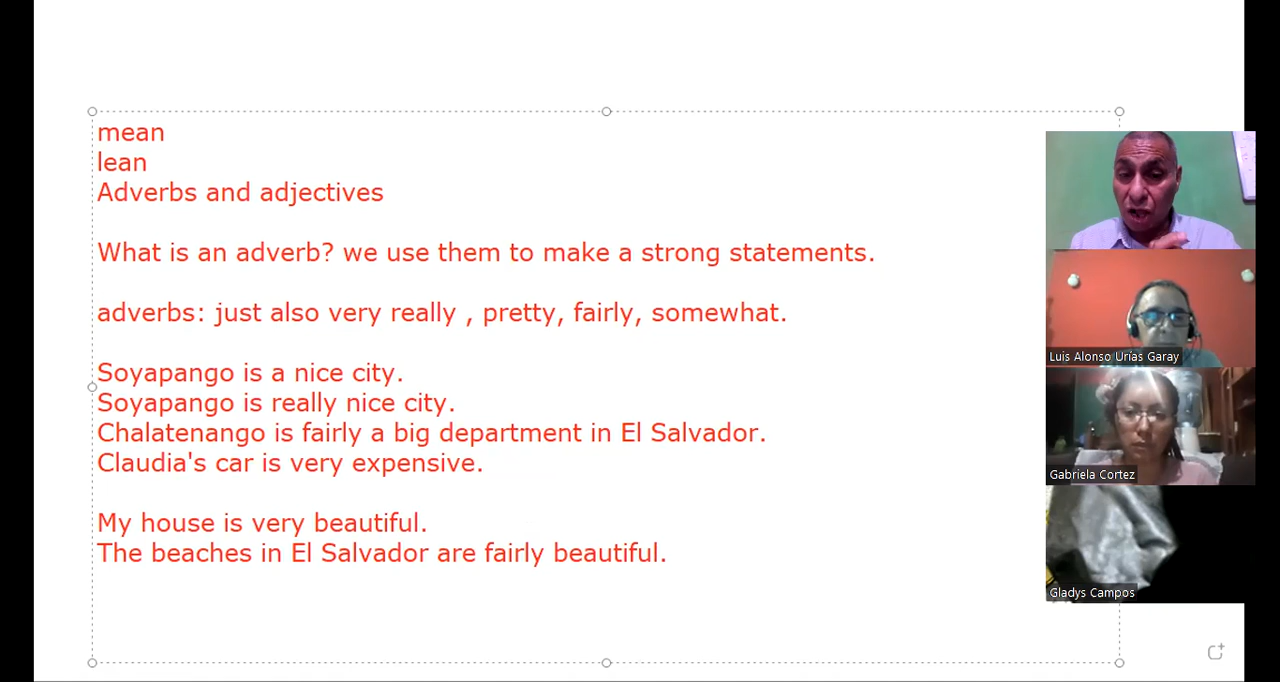 mean
lean
Adverbs and adjectives
What is an adverb? we use them to make a strong statements.
adverbs: just also very really , pretty, fairly, somewhat.
Soyapango is a nice city.
Soyapango is really nice city.
Chalatenango is fairly a big department in El Salvador.
Claudia's car is very expensive.
My house is very beautiful.
The beaches in El Salvador are fairly beautiful.
Luis Alonso Urías Garay
Gabriela Cortez
Gladys Campos